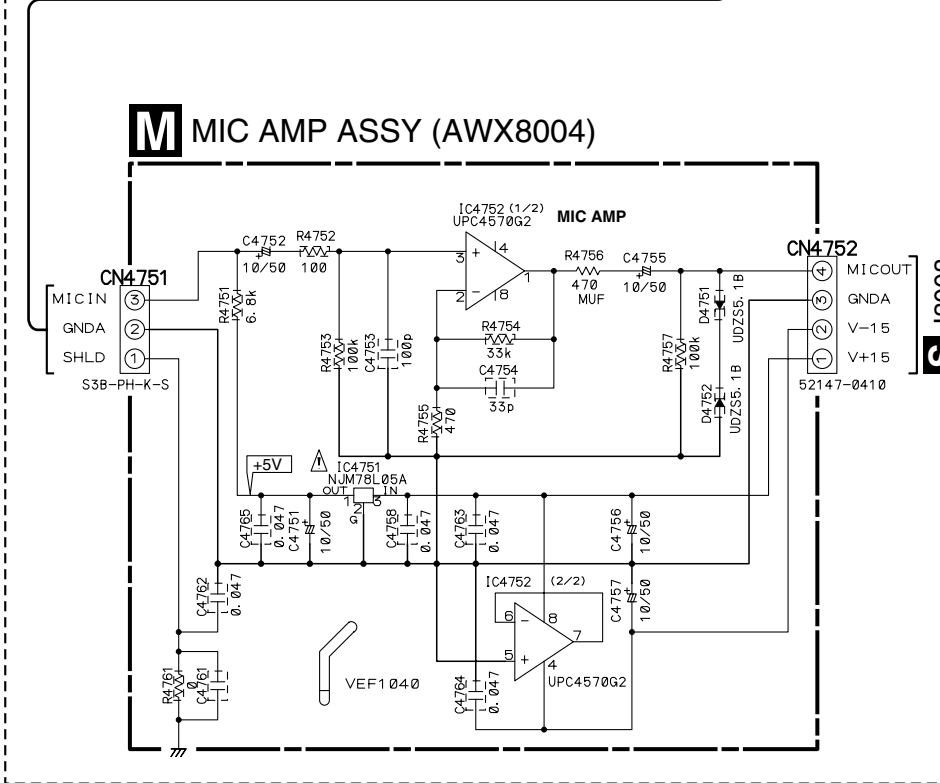 M MIC AMP ASSY (AWX8004)
IC4752 (1/2)
UPC4570G2
MIC AMP
3
+
4
1
2
-
8
C4752
+
10/50
R4752
100
R4751
6.8k
R4753
100k
C4753
100p
R4754
33k
C4754
33p
R4755
470
R4756
470
MUF
C4755
+
10/50
R4757
100k
D4751
UDZS5.1B
D4752
UDZS5.1B
CN4751
MICIN 3
GNDA 2
SHLD 1
S3B-PH-K-S
CN4752
4 MICOUT
3 GNDA
2 V-15
1 V+15
52147-0410
S
+5V
IC4751
NJM78L05A
OUT 1 3 IN
2
G
C4765
0.047
C4751
+
10/50
C4758
0.047
C4763
0.047
C4756
+
10/50
C4757
+
10/50
C4762
0.047
R4761
0
C4761
VEF1040
IC4752 (2/2)
6
-
8
7
5
+
4
UPC4570G2
C4764
0.047